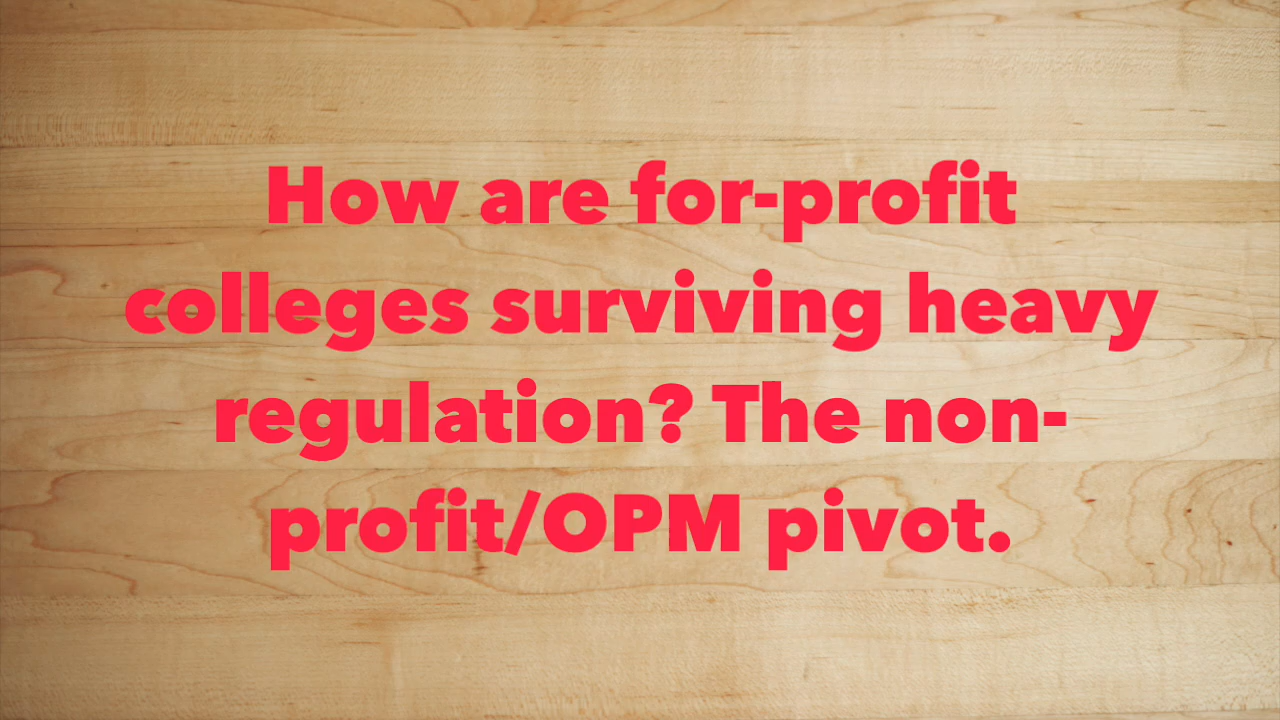 How are for-profit
colleges surviving heavy
regulation? The non-
profit/OPM pivot.